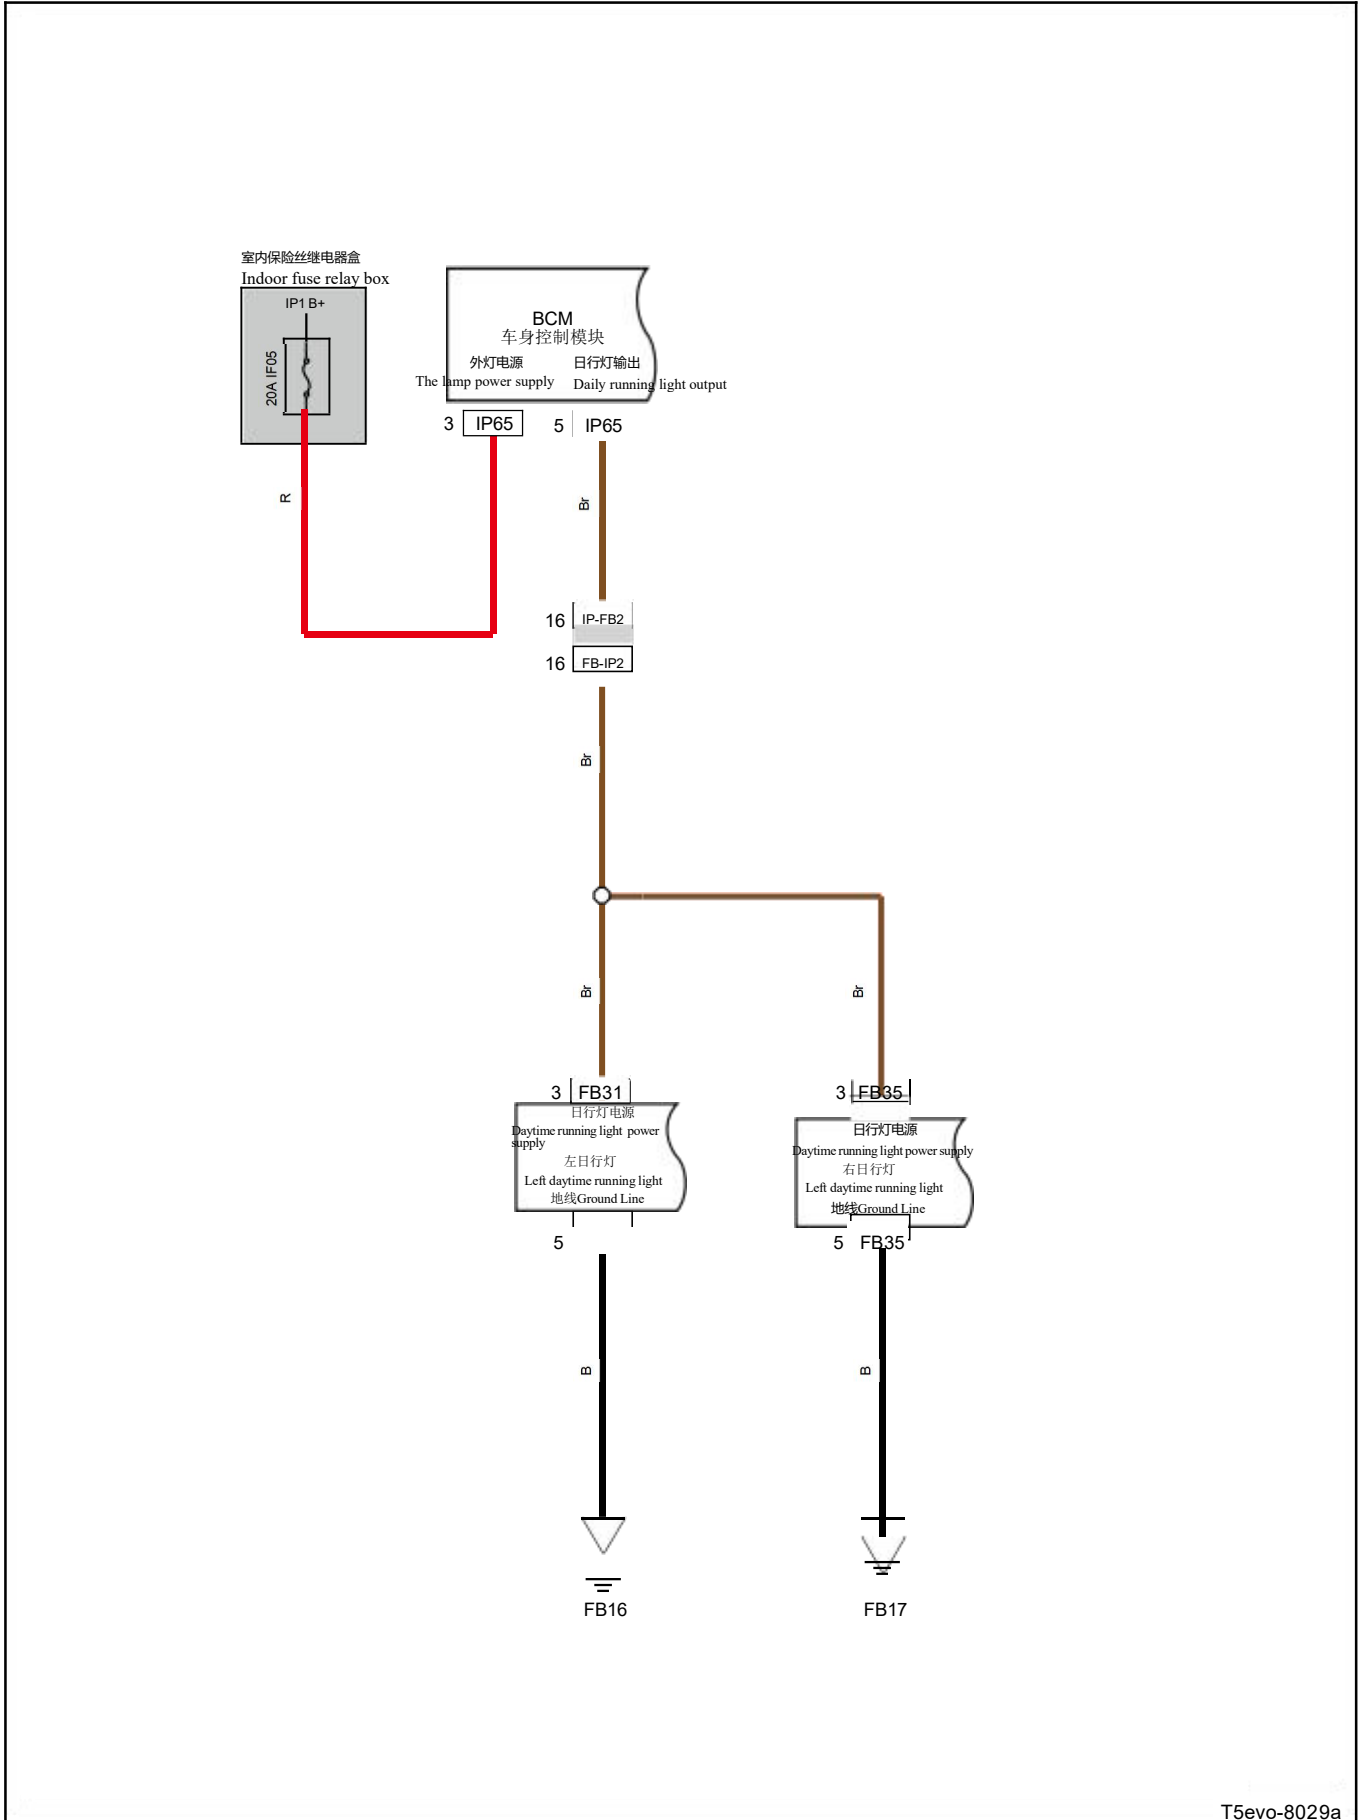 室内保险丝继电器盒
Indoor fuse relay box
IP1 B+
20A IF05
BCM
车身控制模块
外灯电源
日行灯输出
The lamp power supply
Daily running light output
3 IP65
5 IP65
R
Br
16 IP-FB2
16 FB-IP2
Br
Br
Br
3 FB31
日行灯电源
Daytime running light power
supply
左日行灯
Left daytime running light
地线Ground Line
5
3 FB35
日行灯电源
Daytime running light power supply
右日行灯
Left daytime running light
地线Ground Line
5 FB35
B
B
FB16
FB17
T5evo-8029a